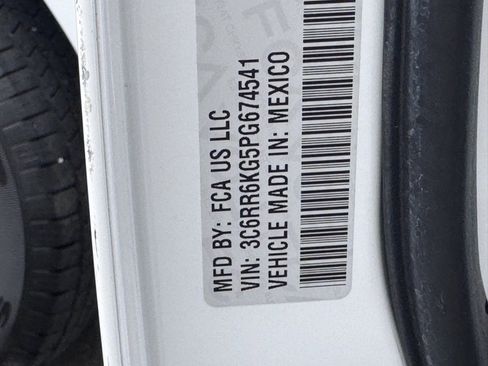 MFD BY: FCA US LLC
VIN: 3C6RR6KG5PG674541
VEHICLE MADE IN: MEXICO